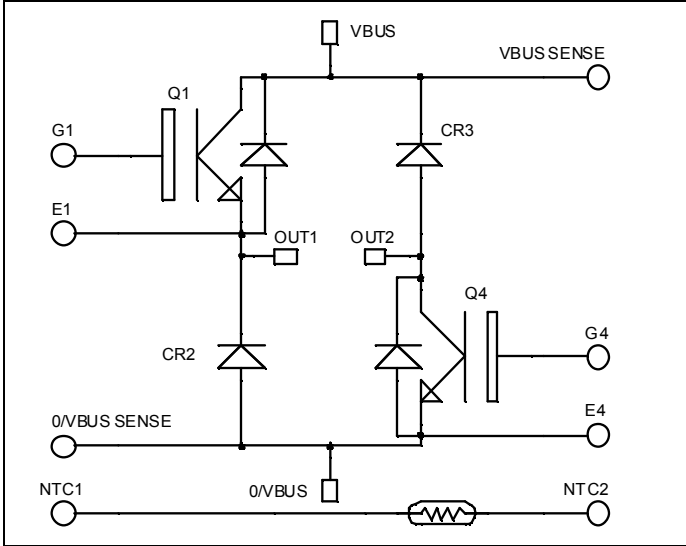 VBUS
VBUS SENSE
Q1
G1
CR3
E1
OUT1
OUT2
Q4
CR2
G4
0/VBUS SENSE
E4
NTC1
0/VBUS
NTC2